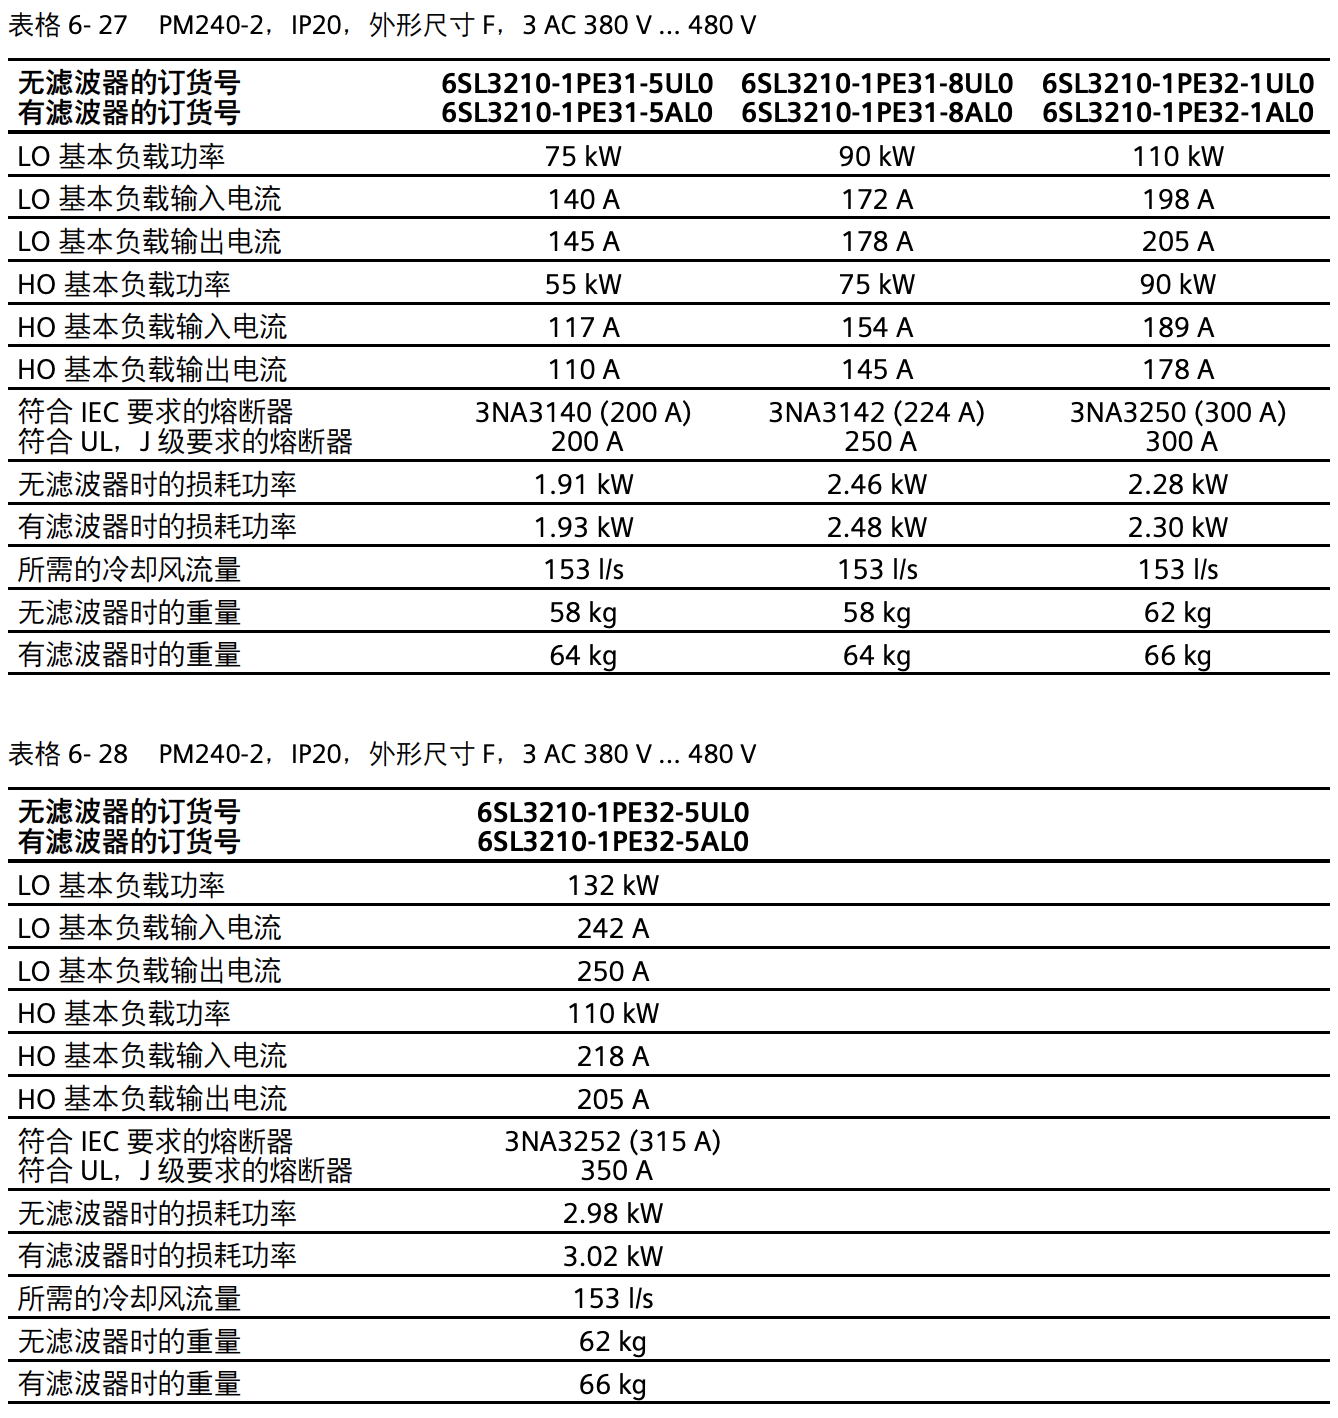 表格 6- 27 PM240-2，IP20，外形尺寸 F，3 AC 380 V ... 480 V
无滤波器的订货号 6SL3210-1PE31-5UL0 6SL3210-1PE31-8UL0 6SL3210-1PE32-1UL0
有滤波器的订货号 6SL3210-1PE31-5AL0 6SL3210-1PE31-8AL0 6SL3210-1PE32-1AL0
LO 基本负载功率 75 kW 90 kW 110 kW
LO 基本负载输入电流 140 A 172 A 198 A
LO 基本负载输出电流 145 A 178 A 205 A
HO 基本负载功率 55 kW 75 kW 90 kW
HO 基本负载输入电流 117 A 154 A 189 A
HO 基本负载输出电流 110 A 145 A 178 A
符合 IEC 要求的熔断器 3NA3140 (200 A) 3NA3142 (224 A) 3NA3250 (300 A)
符合 UL，J 级要求的熔断器 200 A 250 A 300 A
无滤波器时的损耗功率 1.91 kW 2.46 kW 2.28 kW
有滤波器时的损耗功率 1.93 kW 2.48 kW 2.30 kW
所需的冷却风流量 153 l/s 153 l/s 153 l/s
无滤波器时的重量 58 kg 58 kg 62 kg
有滤波器时的重量 64 kg 64 kg 66 kg
表格 6- 28 PM240-2，IP20，外形尺寸 F，3 AC 380 V ... 480 V
无滤波器的订货号 6SL3210-1PE32-5UL0
有滤波器的订货号 6SL3210-1PE32-5AL0
LO 基本负载功率 132 kW
LO 基本负载输入电流 242 A
LO 基本负载输出电流 250 A
HO 基本负载功率 110 kW
HO 基本负载输入电流 218 A
HO 基本负载输出电流 205 A
符合 IEC 要求的熔断器 3NA3252 (315 A)
符合 UL，J 级要求的熔断器 350 A
无滤波器时的损耗功率 2.98 kW
有滤波器时的损耗功率 3.02 kW
所需的冷却风流量 153 l/s
无滤波器时的重量 62 kg
有滤波器时的重量 66 kg